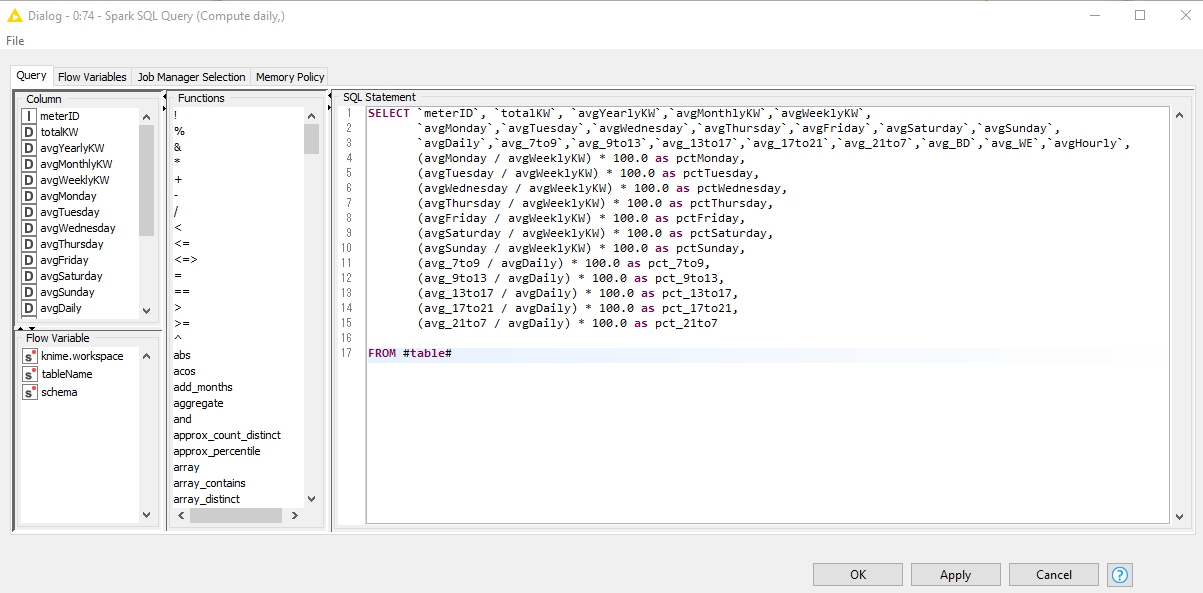 Dialog - 0:74 - Spark SQL Query (Compute daily,)
File
Query Flow Variables Job Manager Selection Memory Policy
Column
I meterID
D totalKW
D avgYearlyKW
D avgMonthlyKW
D avgWeeklyKW
D avgMonday
D avgTuesday
D avgWednesday
D avgThursday
D avgFriday
D avgSaturday
D avgSunday
D avgDaily
Flow Variable
s knime.workspace
s tableName
s schema
Functions
!
%
&
*
+
-
/
<
<=
<=>
=
==
>
>=
^
abs
acos
add_months
aggregate
and
approx_count_distinct
approx_percentile
array
array_contains
array_distinct
SQL Statement
1 SELECT `meterID`, `totalKW`, `avgYearlyKW`,`avgMonthlyKW`,`avgWeeklyKW`,
2 `avgMonday`,`avgTuesday`,`avgWednesday`,`avgThursday`,`avgFriday`,`avgSaturday`,`avgSunday`,
3 `avgDaily`,`avg_7to9`,`avg_9to13`,`avg_13to17`,`avg_17to21`,`avg_21to7`,`avg_BD`,`avg_WE`,`avgHourly`,
4 (avgMonday / avgWeeklyKW) * 100.0 as pctMonday,
5 (avgTuesday / avgWeeklyKW) * 100.0 as pctTuesday,
6 (avgWednesday / avgWeeklyKW) * 100.0 as pctWednesday,
7 (avgThursday / avgWeeklyKW) * 100.0 as pctThursday,
8 (avgFriday / avgWeeklyKW) * 100.0 as pctFriday,
9 (avgSaturday / avgWeeklyKW) * 100.0 as pctSaturday,
10 (avgSunday / avgWeeklyKW) * 100.0 as pctSunday,
11 (avg_7to9 / avgDaily) * 100.0 as pct_7to9,
12 (avg_9to13 / avgDaily) * 100.0 as pct_9to13,
13 (avg_13to17 / avgDaily) * 100.0 as pct_13to17,
14 (avg_17to21 / avgDaily) * 100.0 as pct_17to21,
15 (avg_21to7 / avgDaily) * 100.0 as pct_21to7
16
17 FROM #table#
OK Apply Cancel ?